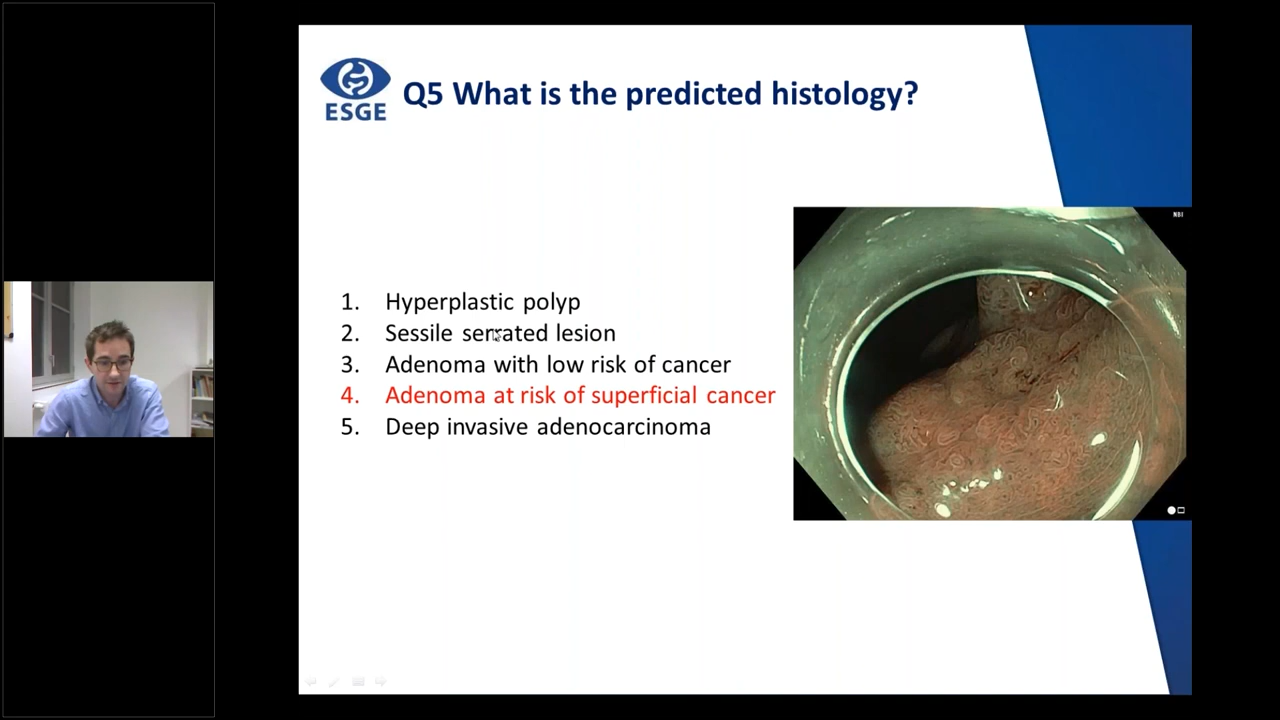 ESGE
Q5 What is the predicted histology?
NBI
1. Hyperplastic polyp
2. Sessile serrated lesion
3. Adenoma with low risk of cancer
4. Adenoma at risk of superficial cancer
5. Deep invasive adenocarcinoma